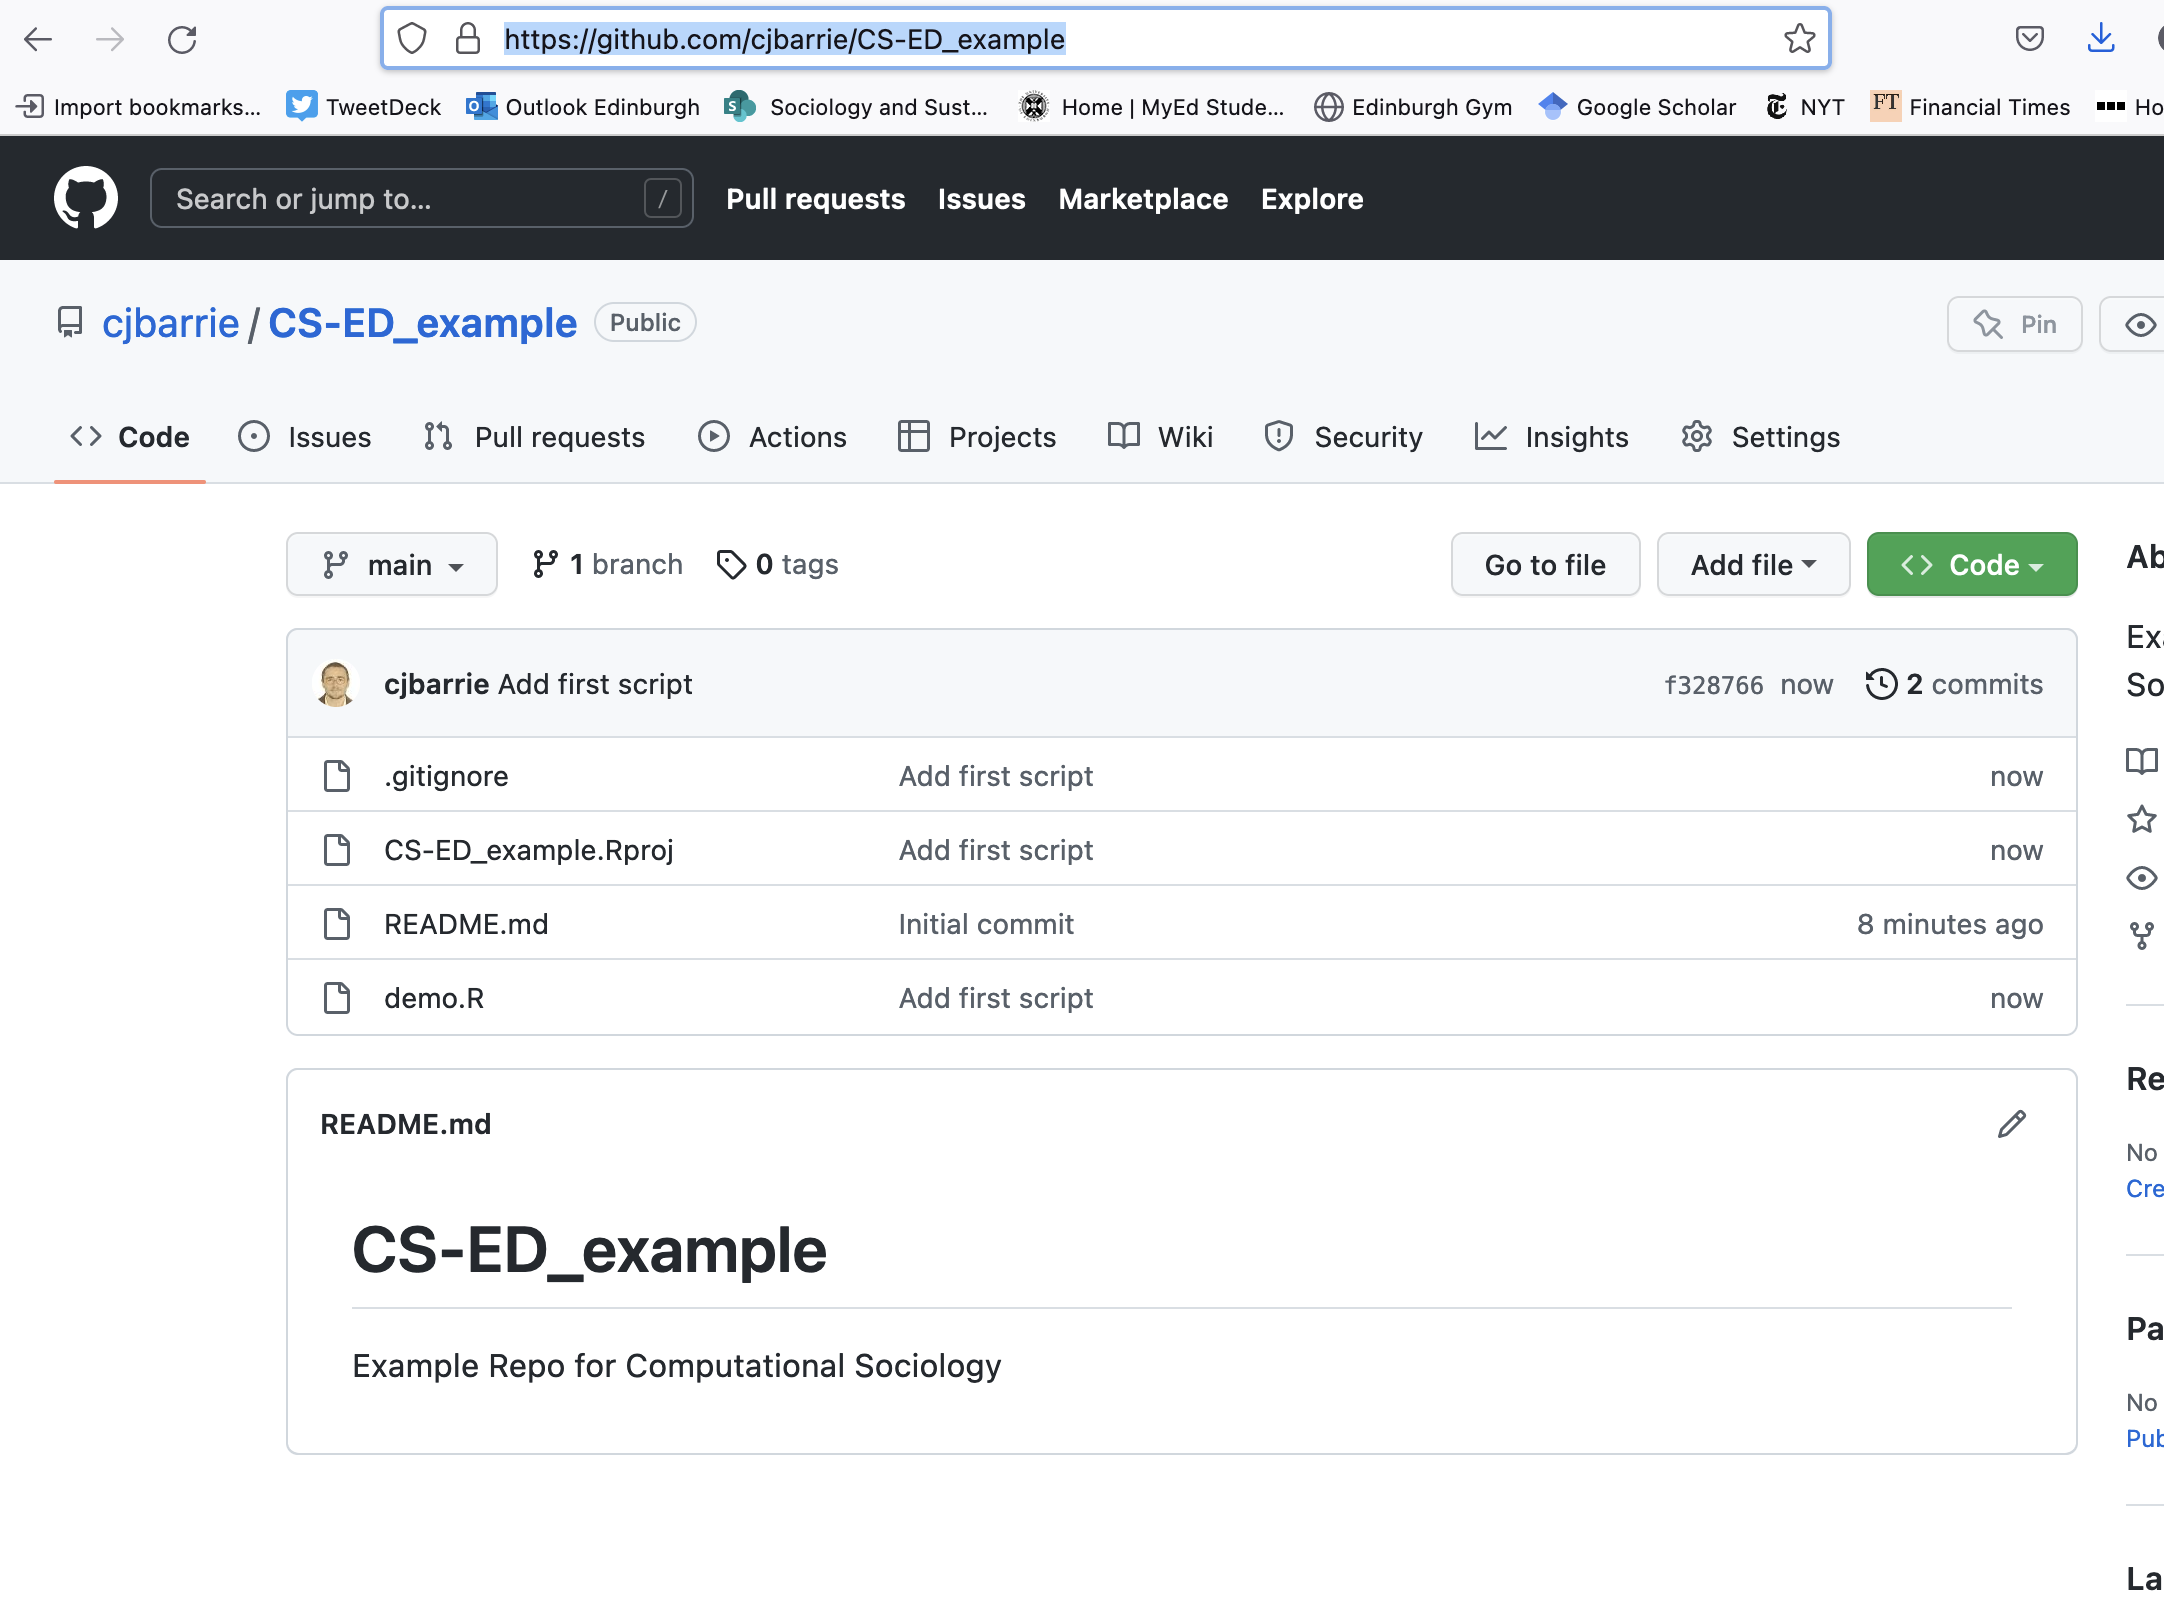 https://github.com/cjbarrie/CS-ED_example
Import bookmarks... TweetDeck Outlook Edinburgh Sociology and Sust... Home | MyEd Stude... Edinburgh Gym Google Scholar NYT FT Financial Times Ho
Search or jump to... / Pull requests Issues Marketplace Explore
cjbarrie / CS-ED_example Public Pin
Code Issues Pull requests Actions Projects Wiki Security Insights Settings
main 1 branch 0 tags Go to file Add file Code Ab
Exa
So
cjbarrie Add first script f328766 now 2 commits
.gitignore Add first script now
CS-ED_example.Rproj Add first script now
README.md Initial commit 8 minutes ago
demo.R Add first script now
README.md
Re
No
Cre
CS-ED_example
Example Repo for Computational Sociology
Pa
No
Pub
La